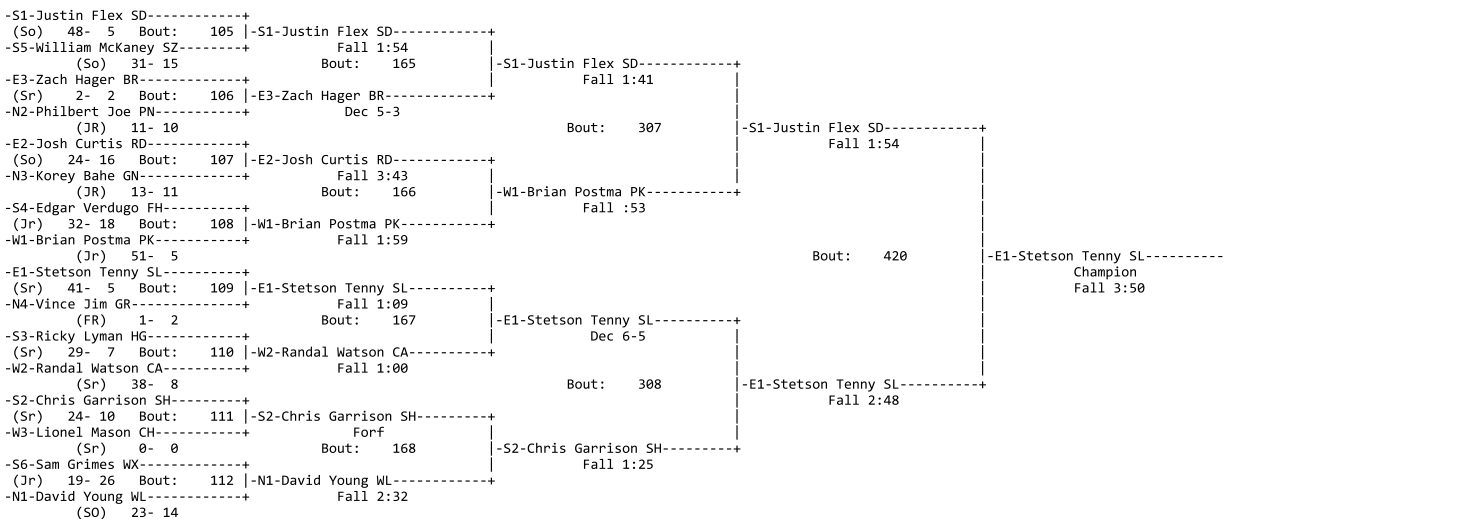 -S1-Justin Flex SD------------+
(So)   48-  5   Bout:    105 |-S1-Justin Flex SD------------+
-S5-William McKaney SZ--------+           Fall 1:54          |
(So)   31- 15                  Bout:    165         |-S1-Justin Flex SD------------+
-E3-Zach Hager BR-------------+                              |           Fall 1:41          |
(Sr)    2-  2   Bout:    106 |-E3-Zach Hager BR-------------+                              |
-N2-Philbert Joe PN-----------+            Dec 5-3                                          |
(JR)   11- 10                                                 Bout:    307         |-S1-Justin Flex SD------------+
-E2-Josh Curtis RD------------+                                                             |           Fall 1:54          |
(So)   24- 16   Bout:    107 |-E2-Josh Curtis RD------------+                              |                              |
-N3-Korey Bahe GN-------------+           Fall 3:43          |                              |                              |
(JR)   13- 11                  Bout:    166         |-W1-Brian Postma PK-----------+                              |
-S4-Edgar Verdugo FH----------+                              |           Fall :53                                          |
(Jr)   32- 18   Bout:    108 |-W1-Brian Postma PK-----------+                                                             |
-W1-Brian Postma PK-----------+           Fall 1:59                                                                        |
(Jr)   51-  5                                                                                Bout:    420         |-E1-Stetson Tenny SL----------
-E1-Stetson Tenny SL----------+                                                                                            |          Champion
(Sr)   41-  5   Bout:    109 |-E1-Stetson Tenny SL----------+                                                             |          Fall 3:50
-N4-Vince Jim GR--------------+           Fall 1:09          |                                                             |
(FR)    1-  2                  Bout:    167         |-E1-Stetson Tenny SL----------+                              |
-S3-Ricky Lyman HG------------+                              |            Dec 6-5           |                              |
(Sr)   29-  7   Bout:    110 |-W2-Randal Watson CA----------+                              |                              |
-W2-Randal Watson CA----------+           Fall 1:00                                         |                              |
(Sr)   38-  8                                                 Bout:    308         |-E1-Stetson Tenny SL----------+
-S2-Chris Garrison SH---------+                                                             |           Fall 2:48
(Sr)   24- 10   Bout:    111 |-S2-Chris Garrison SH---------+                              |
-W3-Lionel Mason CH-----------+             Forf             |                              |
(Sr)    0-  0                  Bout:    168         |-S2-Chris Garrison SH---------+
-S6-Sam Grimes WX-------------+                              |           Fall 1:25
(Jr)   19- 26   Bout:    112 |-N1-David Young WL------------+
-N1-David Young WL------------+           Fall 2:32
(SO)   23- 14